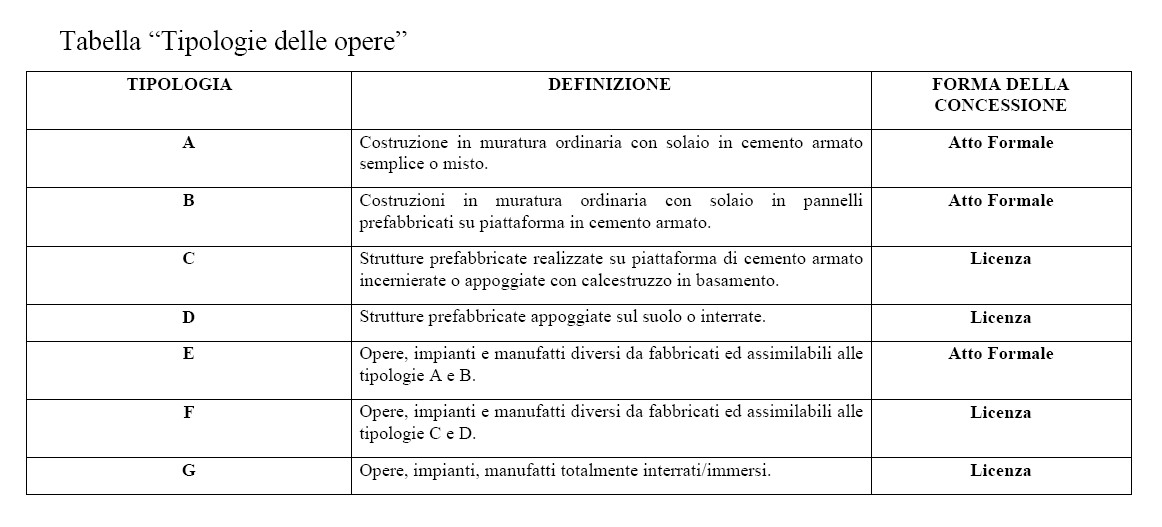 Tabella “Tipologie delle opere”
TIPOLOGIA
DEFINIZIONE
FORMA DELLA
CONCESSIONE
A
Costruzione in muratura ordinaria con solaio in cemento armato
semplice o misto.
Atto Formale
B
Costruzioni in muratura ordinaria con solaio in pannelli
prefabbricati su piattaforma in cemento armato.
Atto Formale
C
Strutture prefabbricate realizzate su piattaforma di cemento armato
incernierate o appoggiate con calcestruzzo in basamento.
Licenza
D
Strutture prefabbricate appoggiate sul suolo o interrate.
Licenza
E
Opere, impianti e manufatti diversi da fabbricati ed assimilabili alle
tipologie A e B.
Atto Formale
F
Opere, impianti e manufatti diversi da fabbricati ed assimilabili alle
tipologie C e D.
Licenza
G
Opere, impianti, manufatti totalmente interrati/immersi.
Licenza